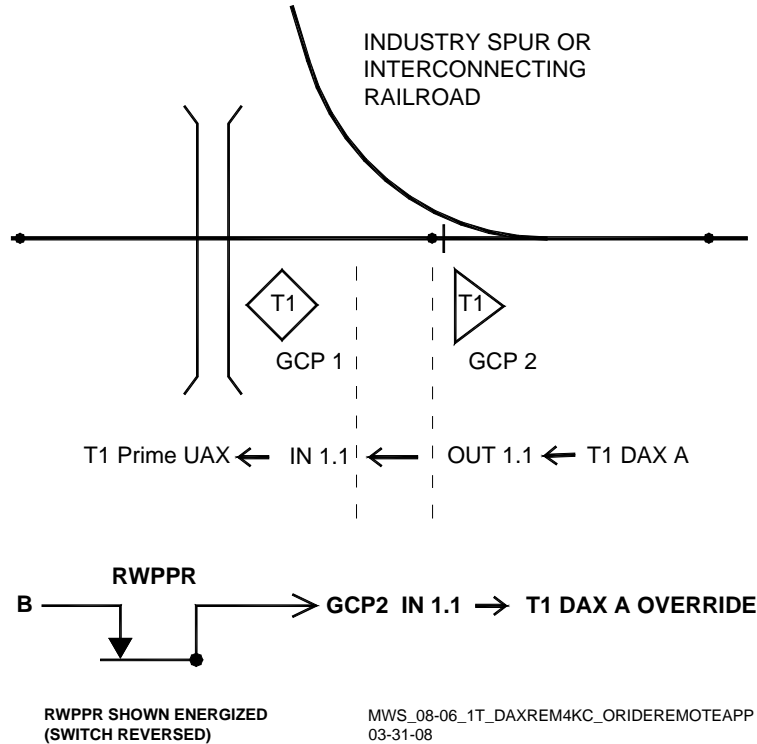 INDUSTRY SPUR OR
INTERCONNECTING
RAILROAD
T1
T1
GCP 1
GCP 2
T1 Prime UAX
IN 1.1
OUT 1.1
T1 DAX A
RWPPR
B
GCP2 IN 1.1
T1 DAX A OVERRIDE
RWPPR SHOWN ENERGIZED
(SWITCH REVERSED)
MWS_08-06_1T_DAXREM4KC_ORIDEREMOTEAPP
03-31-08